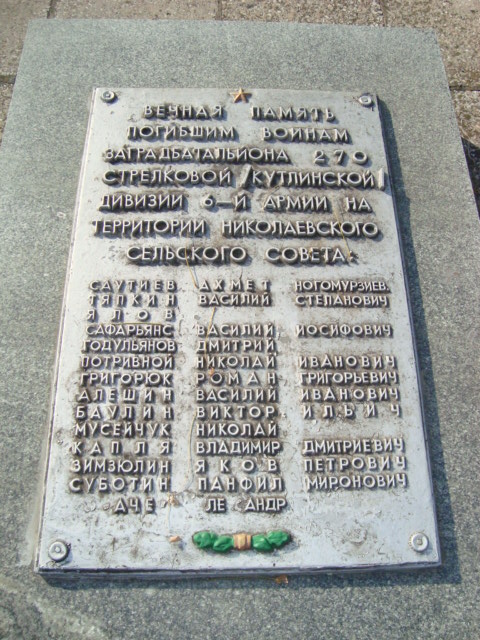 ВЕЧНАЯ ПАМЯТЬ
ПОГИБШИМ ВОИНАМ
ЗАГРАДБАТАЛЬИОНА 270
СТРЕЛКОВОЙ /КУТЛИНСКОЙ/
ДИВИЗИИ 6-Й АРМИИ НА
ТЕРРИТОРИИ НИКОЛАЕВСКОГО
СЕЛЬСКОГО СОВЕТА:
САУТИЕВ АХМЕТ НОГОМУРЗИЕВ.
ТЯПКИН ВАСИЛИЙ СТЕПАНОВИЧ
ЯЛОВ
САФАРЬЯНС ВАСИЛИЙ ИОСИФОВИЧ
ГОДУЛЬЯНОВ ДМИТРИЙ
ПОТРИВНОЙ НИКОЛАЙ ИВАНОВИЧ
ГРИГОРЮК РОМАН ГРИГОРЬЕВИЧ
АЛЕШИН ВАСИЛИЙ ИВАНОВИЧ
БАУЛИН ВИКТОР ИЛЬИЧ
МУСЕЙЧУК НИКОЛАЙ
КАПЛЯ ВЛАДИМИР ДМИТРИЕВИЧ
ЗИМЗЮЛИН ЯКОВ ПЕТРОВИЧ
СУБОТИН ПАНФИЛ МИРОНОВИЧ